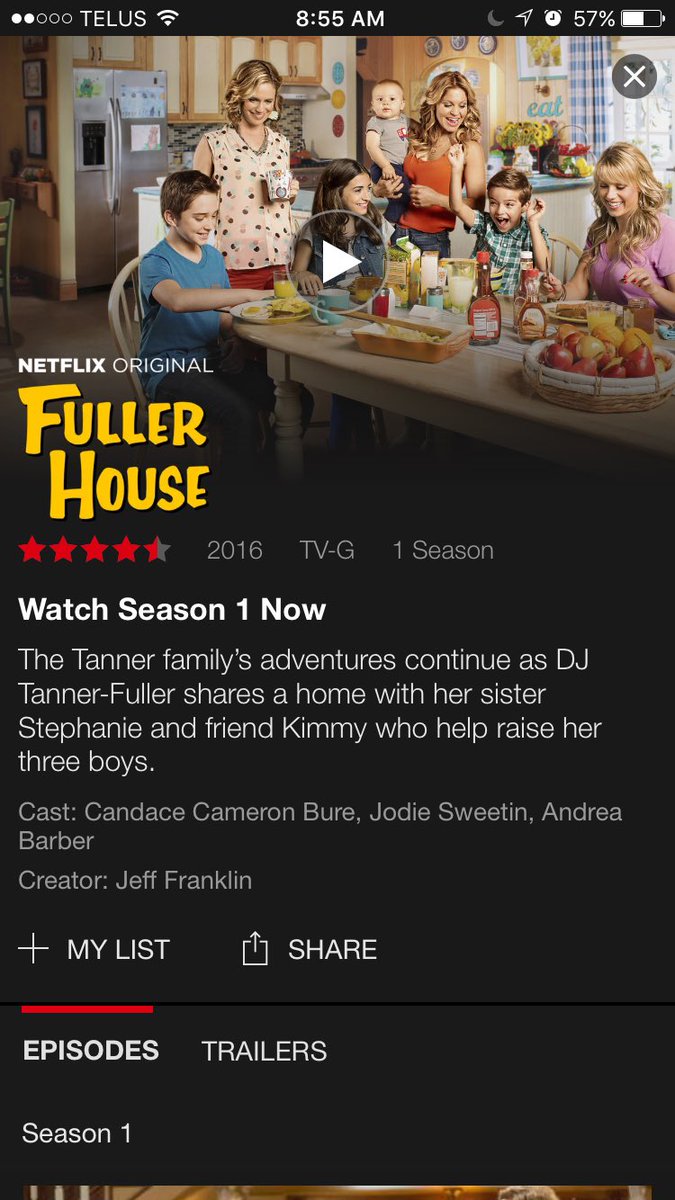 TELUS 8:55 AM 57%
eat
NETFLIX ORIGINAL
FULLER
HOUSE
2016 TV-G 1 Season
Watch Season 1 Now
The Tanner family’s adventures continue as DJ
Tanner-Fuller shares a home with her sister
Stephanie and friend Kimmy who help raise her
three boys.
Cast: Candace Cameron Bure, Jodie Sweetin, Andrea
Barber
Creator: Jeff Franklin
MY LIST SHARE
EPISODES TRAILERS
Season 1